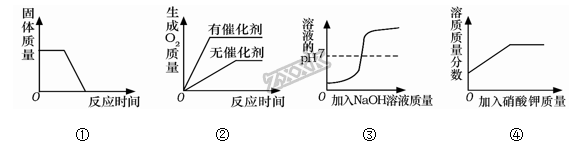 固体质量
O
反应时间
①
生成O₂质量
有催化剂
无催化剂
O
反应时间
②
溶液的pH
7
O
加入NaOH溶液质量
③
溶质质量分数
O
加入硝酸钾质量
④